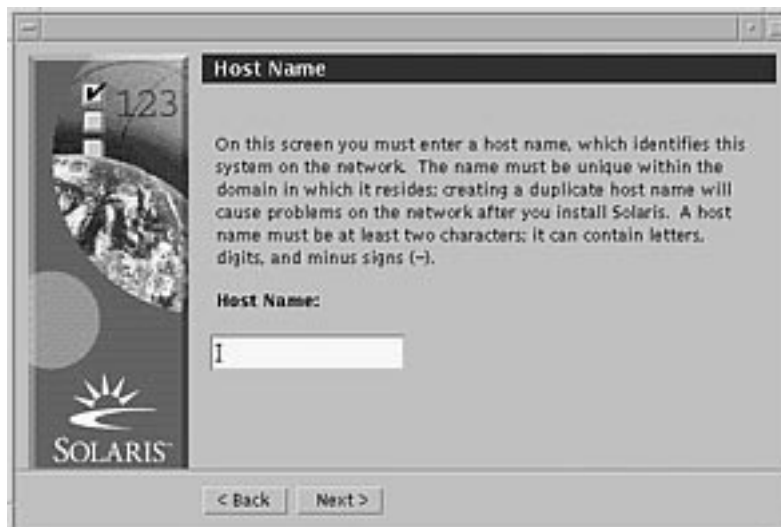 Host Name
123
On this screen you must enter a host name, which identifies this
system on the network. The name must be unique within the
domain in which it resides; creating a duplicate host name will
cause problems on the network after you install Solaris. A host
name must be at least two characters; it can contain letters,
digits, and minus signs (-).
Host Name:
SOLARIS™
< Back
Next >